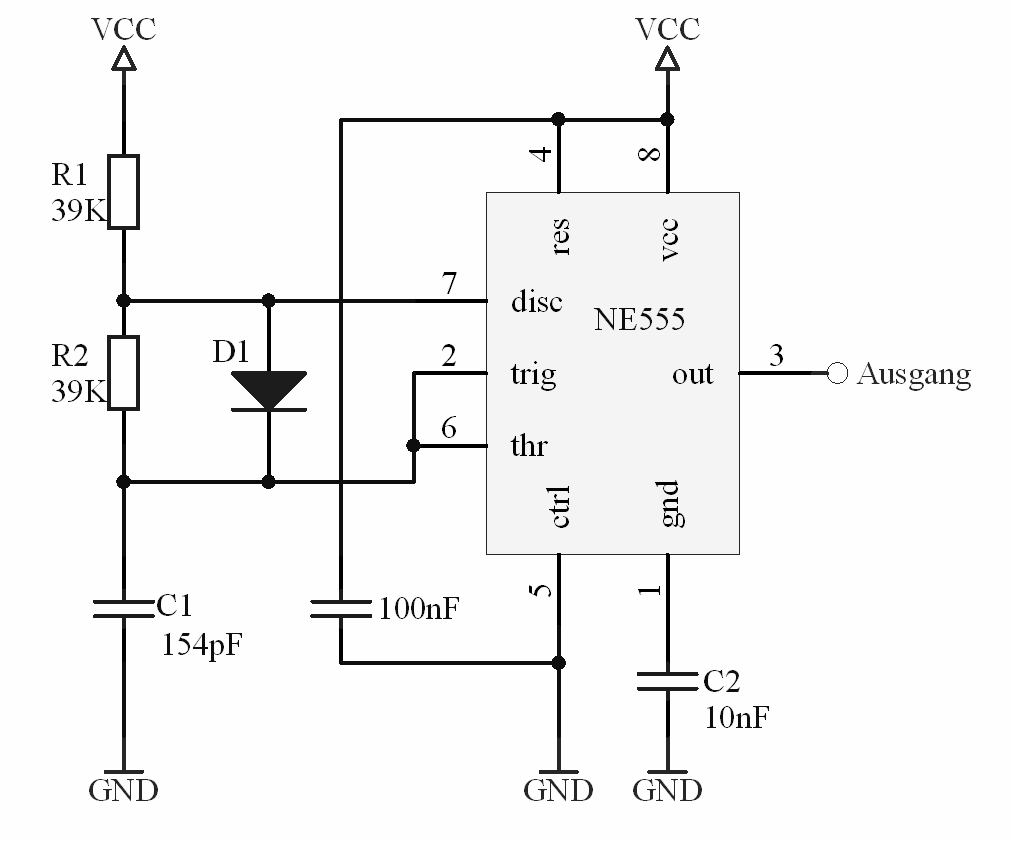 VCC
VCC
4
8
R1
39K
res
vcc
7
disc
NE555
R2
39K
D1
2
trig
out
3
Ausgang
6
thr
ctrl
gnd
5
1
C1
154pF
100nF
C2
10nF
GND
GND
GND